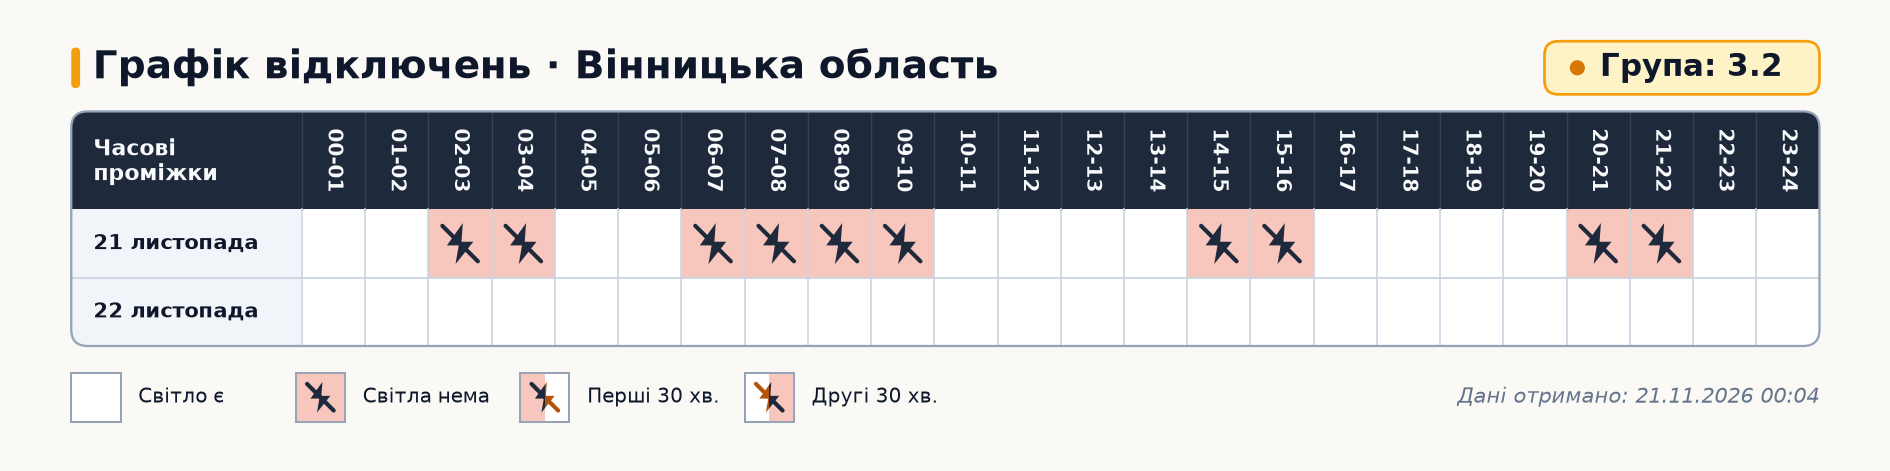 Графік відключень · Вінницька область
Група: 3.2
Часові
проміжки
00-01
01-02
02-03
03-04
04-05
05-06
06-07
07-08
08-09
09-10
10-11
11-12
12-13
13-14
14-15
15-16
16-17
17-18
18-19
19-20
20-21
21-22
22-23
23-24
21 листопада
22 листопада
Світло є
Світла нема
Перші 30 хв.
Другі 30 хв.
Дані отримано: 21.11.2026 00:04